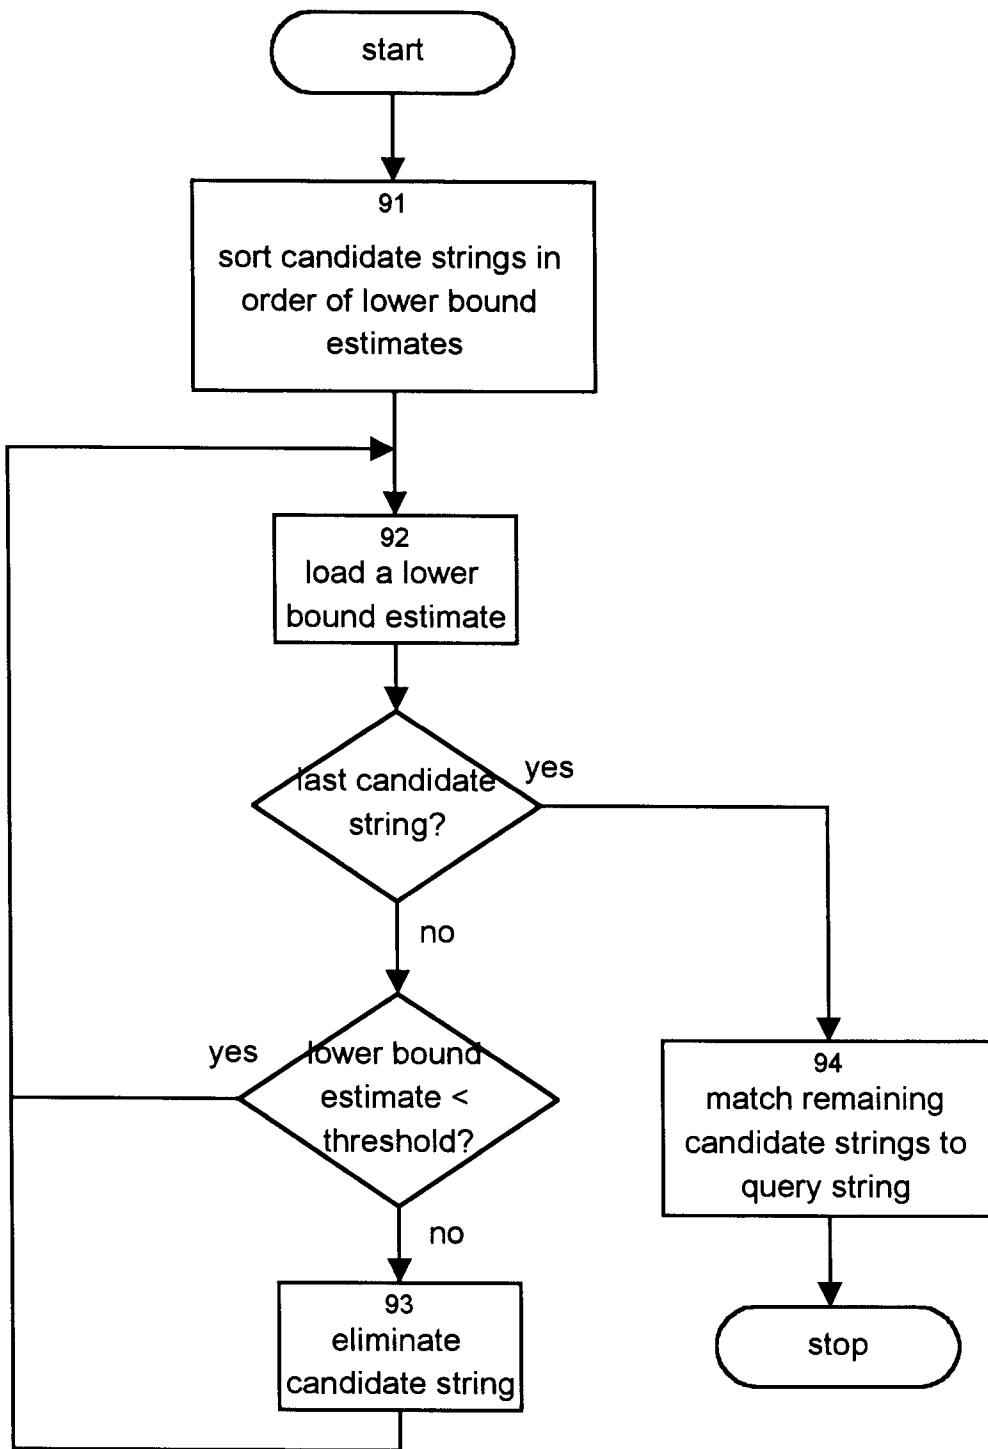 start
91
sort candidate strings in
order of lower bound
estimates
92
load a lower
bound estimate
last candidate
string?
yes
no
yes
lower bound
estimate <
threshold?
94
match remaining
candidate strings to
query string
no
93
eliminate
candidate string
stop